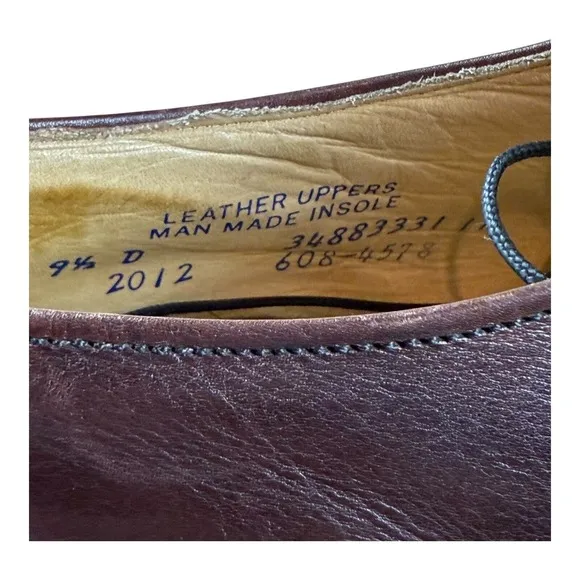 LEATHER UPPERS
MAN MADE INSOLE
9½ D 34883331
2012 608-4578